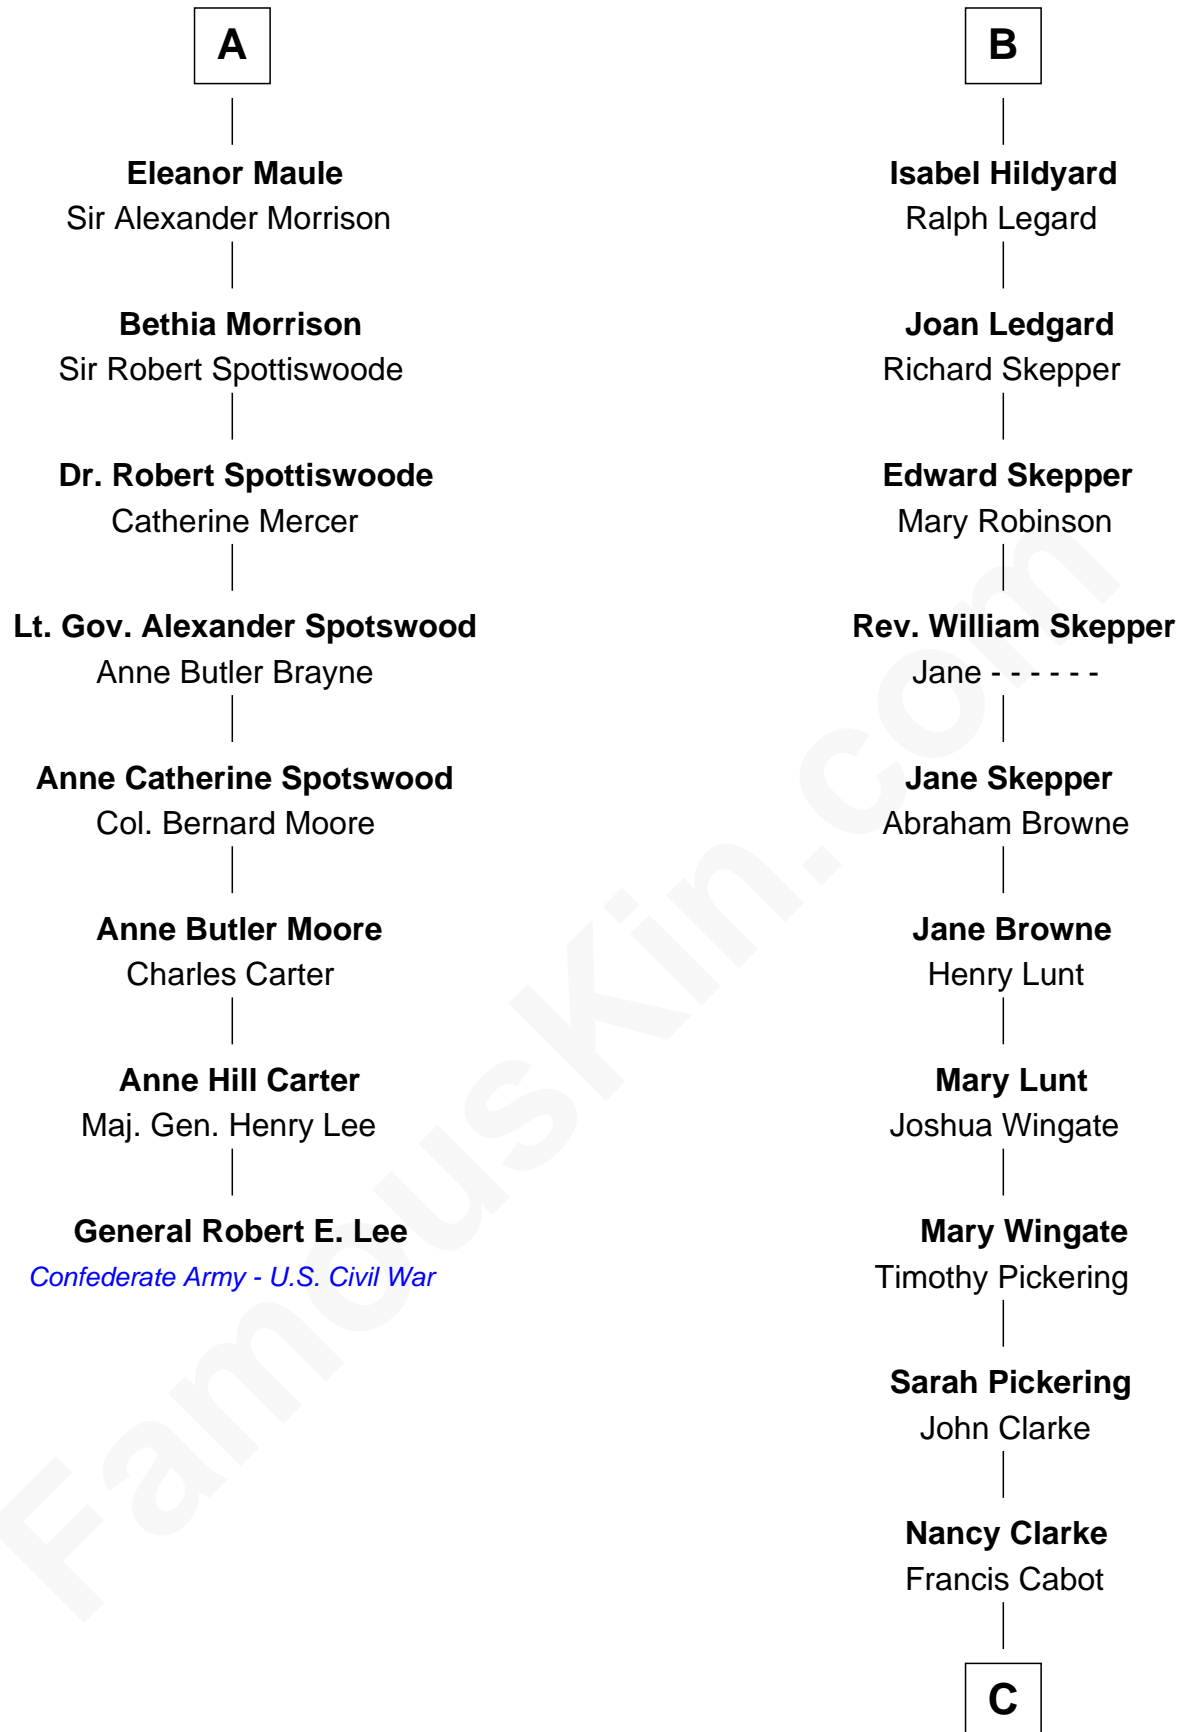 A
Eleanor Maule
Sir Alexander Morrison
Bethia Morrison
Sir Robert Spottiswoode
Dr. Robert Spottiswoode
Catherine Mercer
Lt. Gov. Alexander Spotswood
Anne Butler Brayne
Anne Catherine Spotswood
Col. Bernard Moore
Anne Butler Moore
Charles Carter
Anne Hill Carter
Maj. Gen. Henry Lee
General Robert E. Lee
Confederate Army - U.S. Civil War
B
Isabel Hildyard
Ralph Legard
Joan Ledgard
Richard Skepper
Edward Skepper
Mary Robinson
Rev. William Skepper
Jane - - - - - -
Jane Skepper
Abraham Browne
Jane Browne
Henry Lunt
Mary Lunt
Joshua Wingate
Mary Wingate
Timothy Pickering
Sarah Pickering
John Clarke
Nancy Clarke
Francis Cabot
C
FamousKin.com